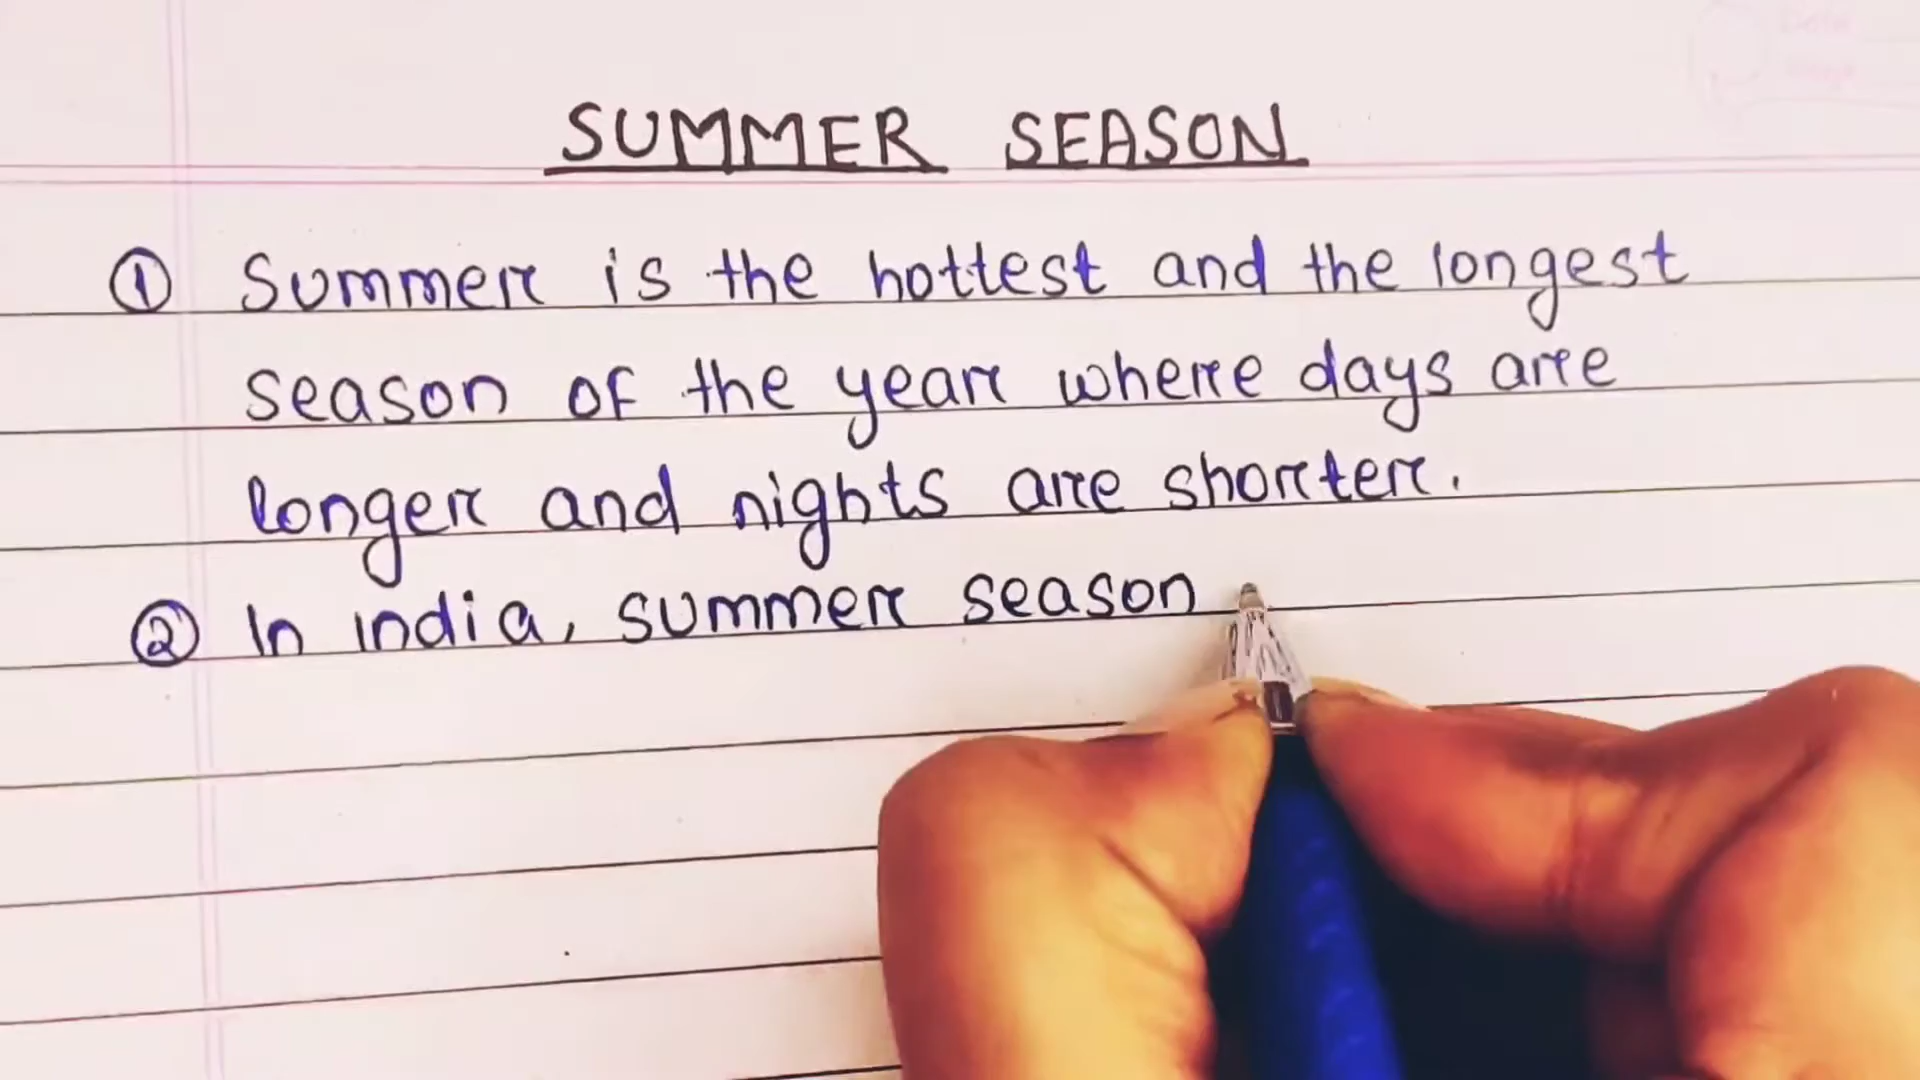 SUMMER SEASON
① Summer is the hottest and the longest
season of the year where days are
longer and nights are shorter.
② In india, summer season